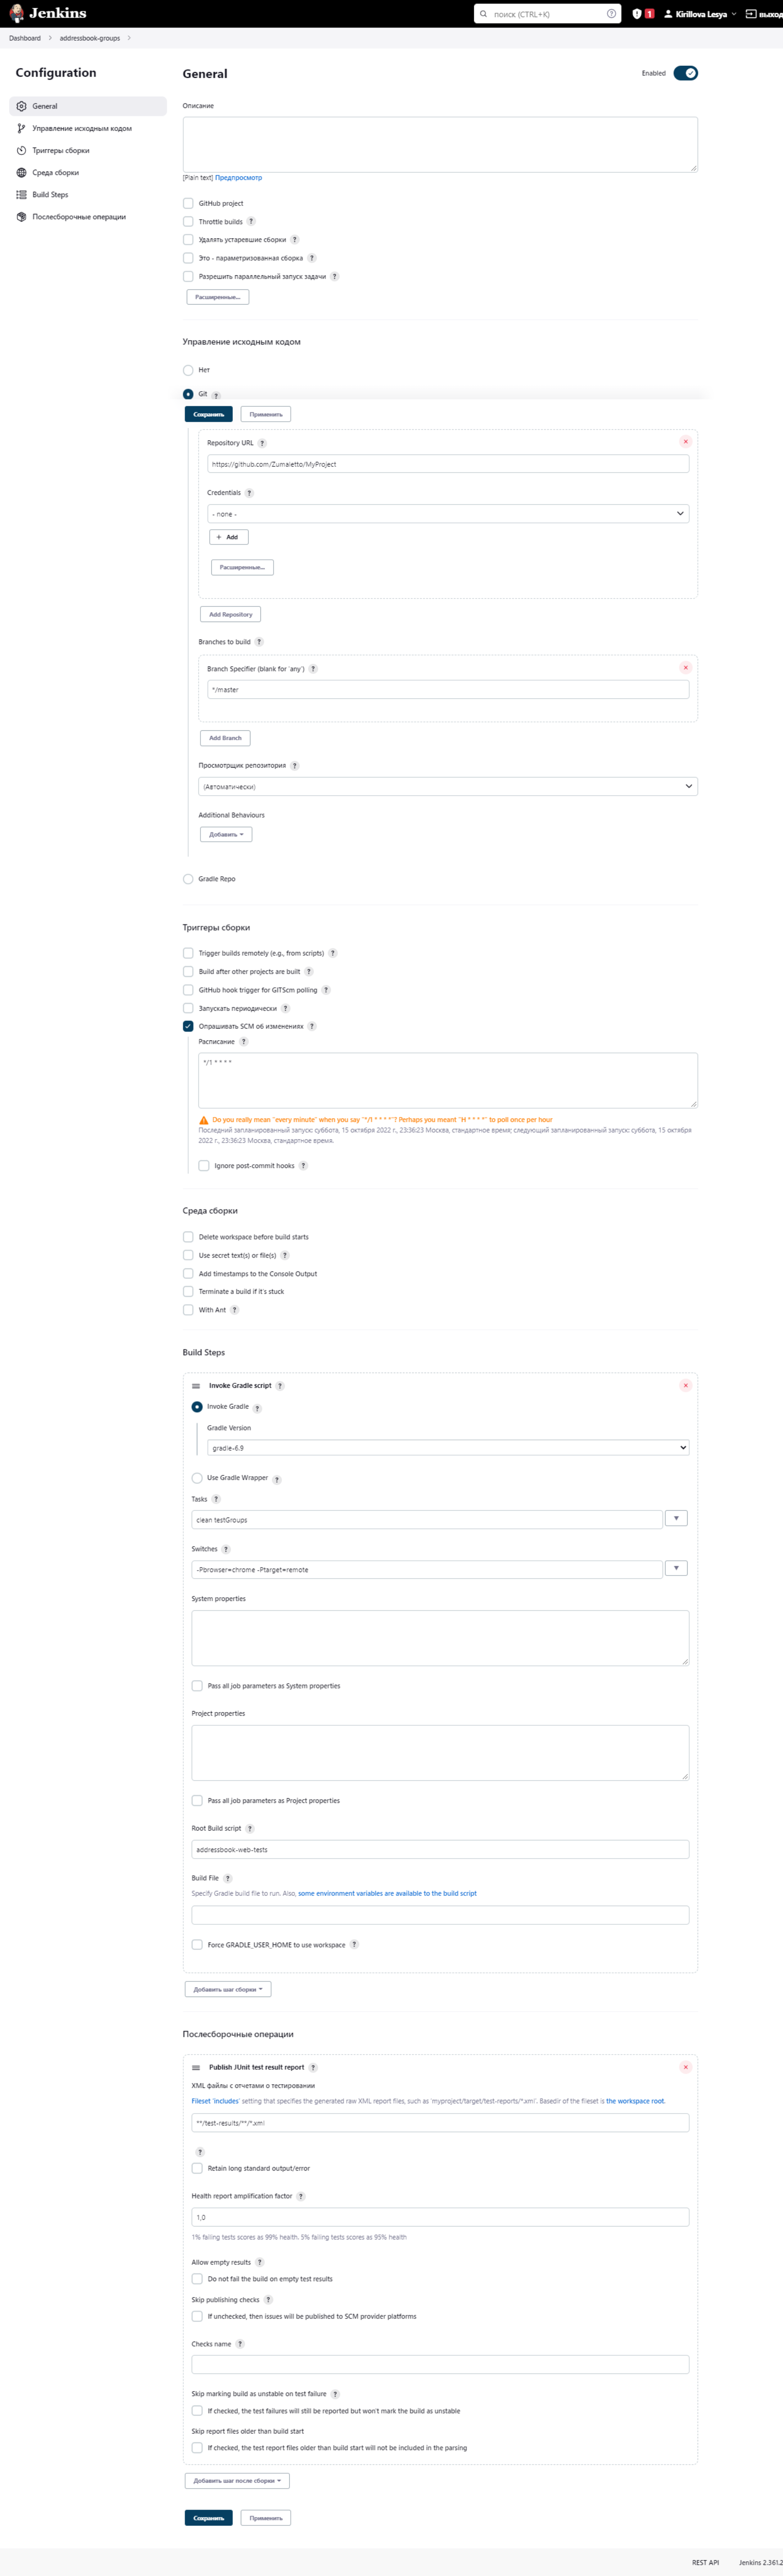 Jenkins
поиск (CTRL+K)
1
Kirillova Lesya
выход
Dashboard
addressbook-groups
Configuration
General
Управление исходным кодом
Триггеры сборки
Среда сборки
Build Steps
Послесборочные операции
General
Enabled
Описание
[Plain text] Предпросмотр
GitHub project
Throttle builds ?
Удалять устаревшие сборки ?
Это - параметризованная сборка ?
Разрешить параллельный запуск задачи ?
Расширенные...
Управление исходным кодом
Нет
Git ?
Сохранить
Применить
Repository URL ?
https://github.com/Zumaletto/MyProject
Credentials ?
- none -
+ Add
Расширенные...
Add Repository
Branches to build ?
Branch Specifier (blank for 'any') ?
*/master
Add Branch
Просмотрщик репозитория ?
(Автоматически)
Additional Behaviours
Добавить
Gradle Repo
Триггеры сборки
Trigger builds remotely (e.g., from scripts) ?
Build after other projects are built ?
GitHub hook trigger for GITScm polling ?
Запускать периодически ?
Опрашивать SCM об изменениях ?
Расписание ?
*/1 * * * *
Do you really mean "every minute" when you say "*/1 * * * *"? Perhaps you meant "H * * * *" to poll once per hour
Последний запланированный запуск: суббота, 15 октября 2022 г., 23:36:23 Москва, стандартное время; следующий запланированный запуск: суббота, 15 октября
2022 г., 23:36:23 Москва, стандартное время.
Ignore post-commit hooks ?
Среда сборки
Delete workspace before build starts
Use secret text(s) or file(s) ?
Add timestamps to the Console Output
Terminate a build if it's stuck
With Ant ?
Build Steps
Invoke Gradle script ?
Invoke Gradle ?
Gradle Version
gradle-6.9
Use Gradle Wrapper ?
Tasks ?
clean testGroups
Switches ?
-Pbrowser=chrome -Ptarget=remote
System properties
Pass all job parameters as System properties
Project properties
Pass all job parameters as Project properties
Root Build script ?
addressbook-web-tests
Build File ?
Specify Gradle build file to run. Also, some environment variables are available to the build script
Force GRADLE_USER_HOME to use workspace ?
Добавить шаг сборки
Послесборочные операции
Publish JUnit test result report ?
XML файлы с отчетами о тестировании
Fileset 'includes' setting that specifies the generated raw XML report files, such as 'myproject/target/test-reports/*.xml'. Basedir of the fileset is the workspace root.
**/test-results/**/*.xml
?
Retain long standard output/error
Health report amplification factor ?
1,0
1% failing tests scores as 99% health. 5% failing tests scores as 95% health
Allow empty results ?
Do not fail the build on empty test results
Skip publishing checks ?
If unchecked, then issues will be published to SCM provider platforms
Checks name ?
Skip marking build as unstable on test failure ?
If checked, the test failures will still be reported but won't mark the build as unstable
Skip report files older than build start
If checked, the test report files older than build start will not be included in the parsing
Добавить шаг после сборки
Сохранить
Применить
REST API
Jenkins 2.361.2